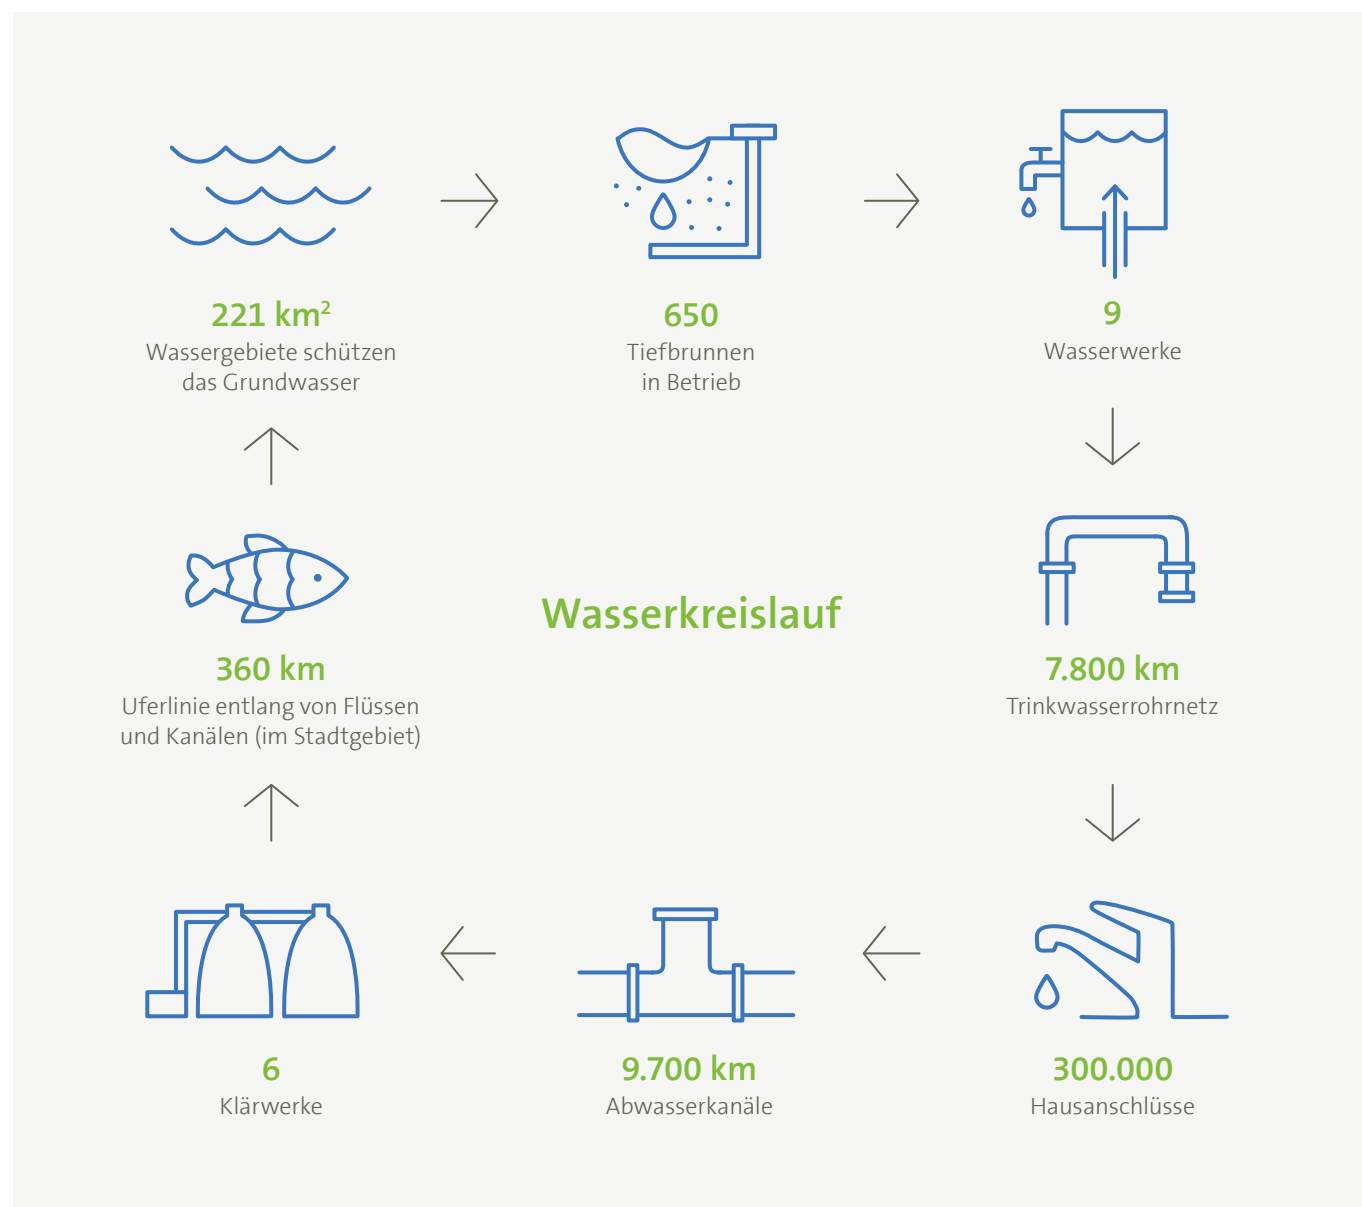 221 km²
Wassergebiete schützen
das Grundwasser
650
Tiefbrunnen
in Betrieb
9
Wasserwerke
360 km
Uferlinie entlang von Flüssen
und Kanälen (im Stadtgebiet)
Wasserkreislauf
7.800 km
Trinkwasserrohrnetz
6
Klärwerke
9.700 km
Abwasserkanäle
300.000
Hausanschlüsse